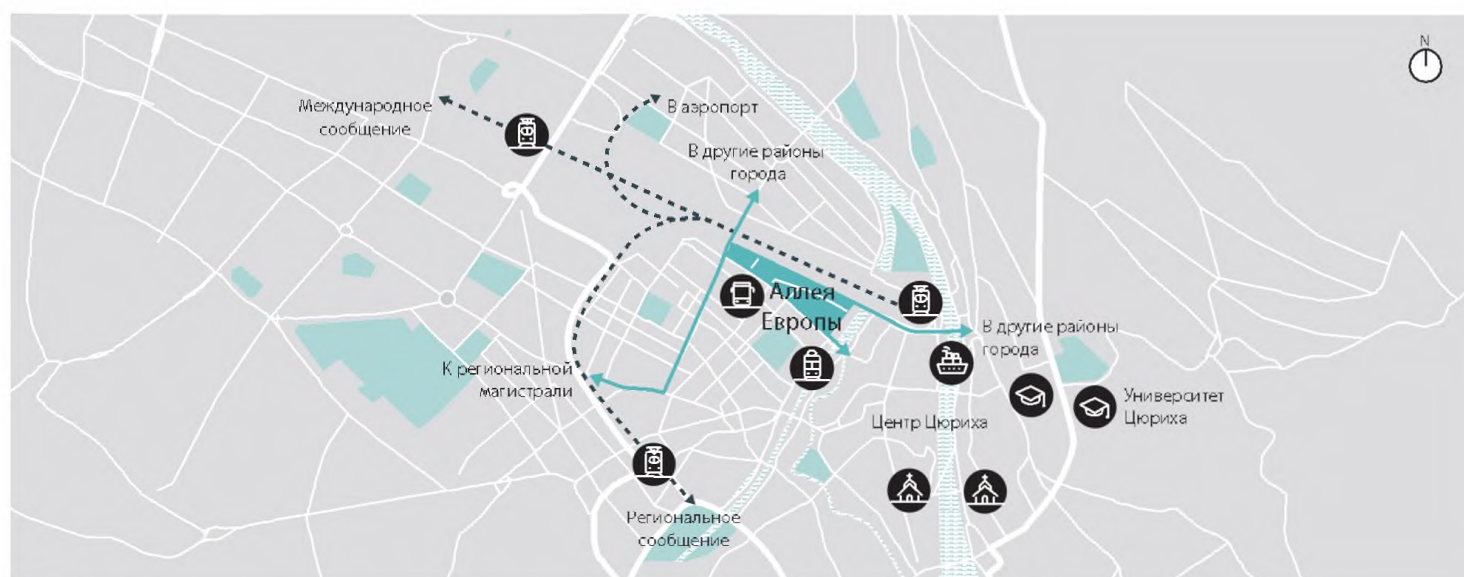 N
Международное
сообщение
В аэропорт
В другие районы
города
Аллея
Европы
В другие районы
города
К региональной
магистрали
Университет
Цюриха
Центр Цюриха
Региональное
сообщение